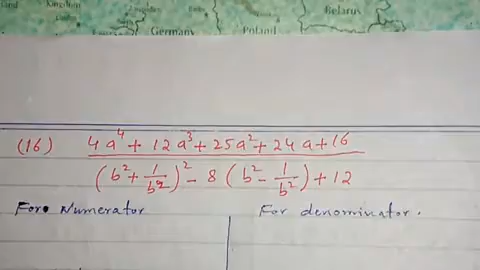 Kingdom
Germany
Poland
Belarus
(16) 4a⁴ + 12a³ + 25a² + 24a + 16
(b² + 1/b²)² - 8 (b² - 1/b²) + 12
For Numerator
For denominator.